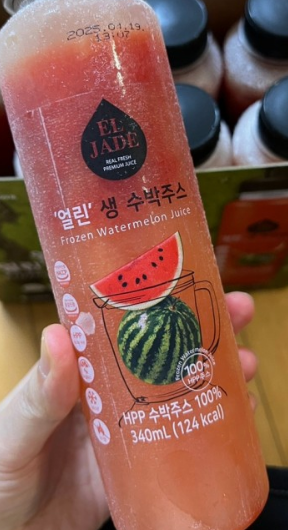 2025.01.19.
13:07
EL
JADE
REAL FRESH
PREMIUM JUICE
'얼린' 생 수박주스
Frozen Watermelon Juice
100%
HPP 수박주스 100%
340mL (124 kcal)